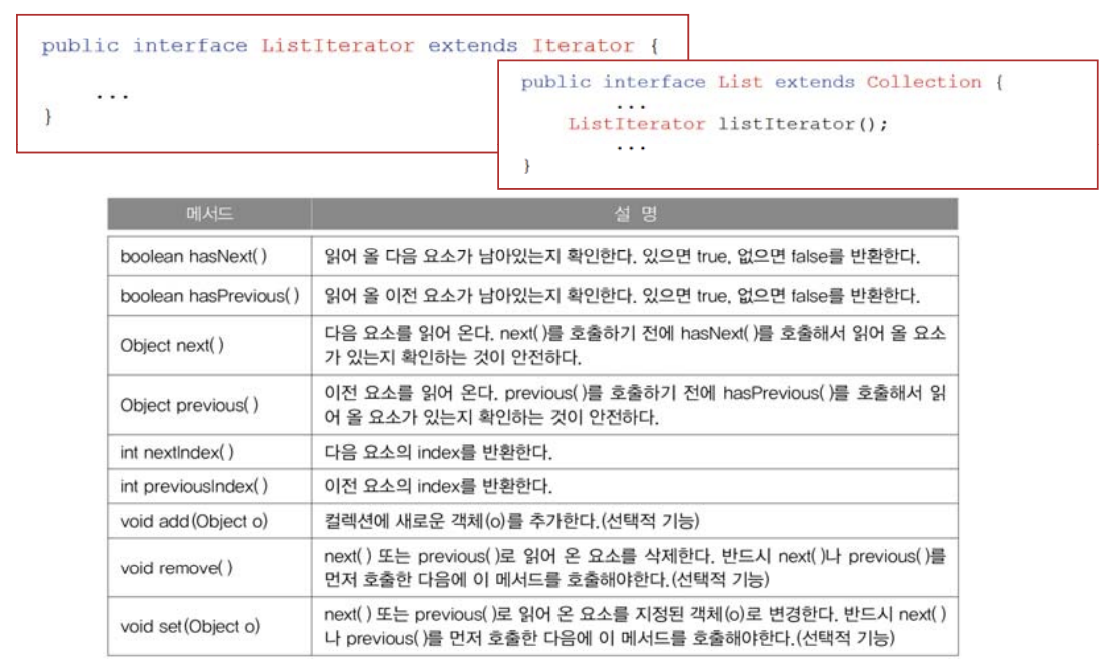 public interface ListIterator extends Iterator {
...
}
public interface List extends Collection {
...
ListIterator listIterator();
...
}
메서드 설 명
boolean hasNext( ) 읽어 올 다음 요소가 남아있는지 확인한다. 있으면 true, 없으면 false를 반환한다.
boolean hasPrevious( ) 읽어 올 이전 요소가 남아있는지 확인한다. 있으면 true, 없으면 false를 반환한다.
Object next( ) 다음 요소를 읽어 온다. next( )를 호출하기 전에 hasNext( )를 호출해서 읽어 올 요소
가 있는지 확인하는 것이 안전하다.
Object previous( ) 이전 요소를 읽어 온다. previous( )를 호출하기 전에 hasPrevious( )를 호출해서 읽
어 올 요소가 있는지 확인하는 것이 안전하다.
int nextIndex( ) 다음 요소의 index를 반환한다.
int previousIndex( ) 이전 요소의 index를 반환한다.
void add(Object o) 컬렉션에 새로운 객체(o)를 추가한다.(선택적 기능)
void remove( ) next( ) 또는 previous( )로 읽어 온 요소를 삭제한다. 반드시 next( )나 previous( )를
먼저 호출한 다음에 이 메서드를 호출해야한다.(선택적 기능)
void set(Object o) next( ) 또는 previous( )로 읽어 온 요소를 지정된 객체(o)로 변경한다. 반드시 next( )
나 previous( )를 먼저 호출한 다음에 이 메서드를 호출해야한다.(선택적 기능)